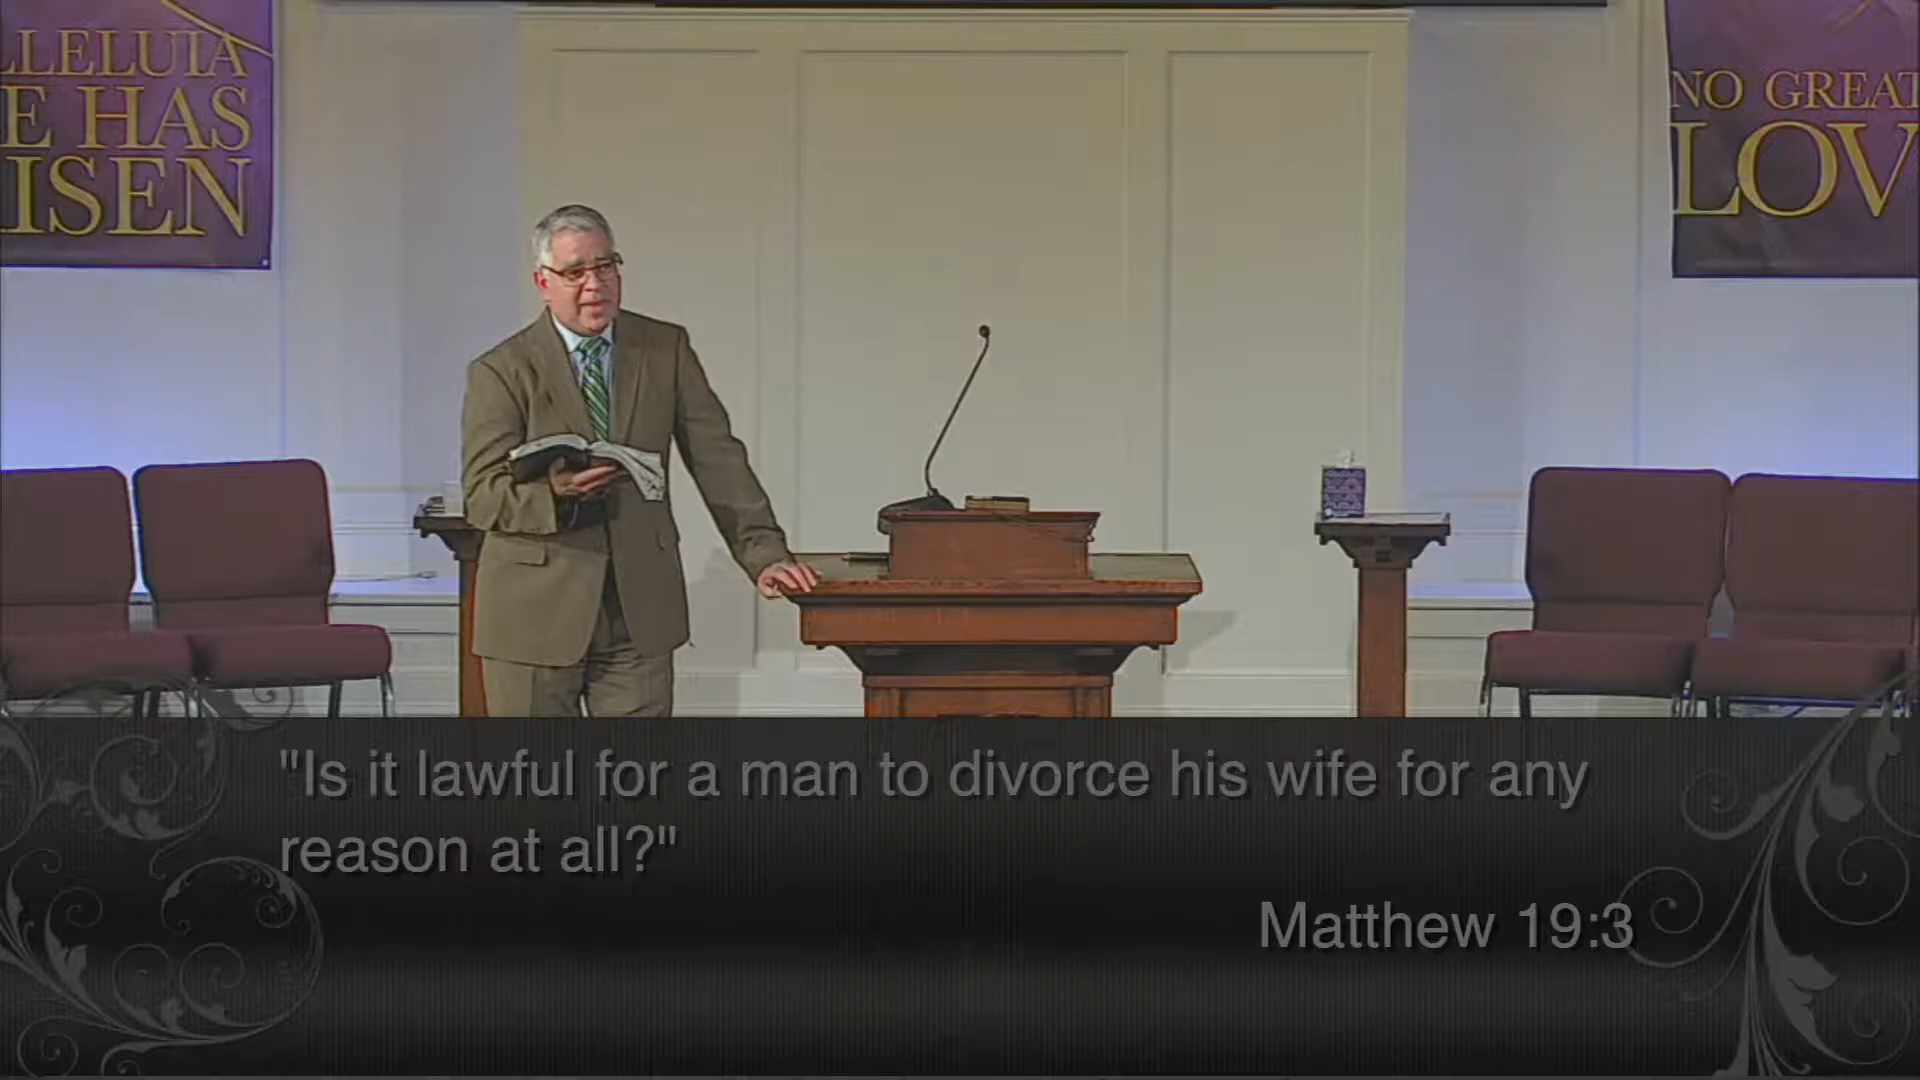 LLELUIA
E HAS
ISEN
NO GREAT
LOV
"Is it lawful for a man to divorce his wife for any
reason at all?"
Matthew 19:3